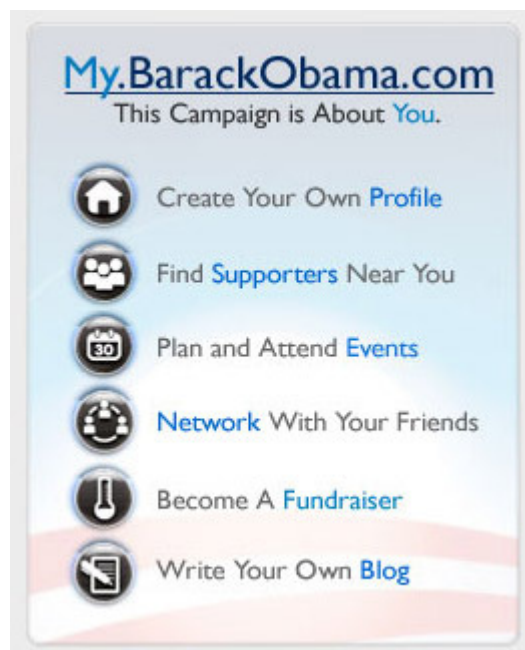 My.BarackObama.com
This Campaign is About You.
Create Your Own Profile
Find Supporters Near You
30
Plan and Attend Events
Network With Your Friends
Become A Fundraiser
Write Your Own Blog